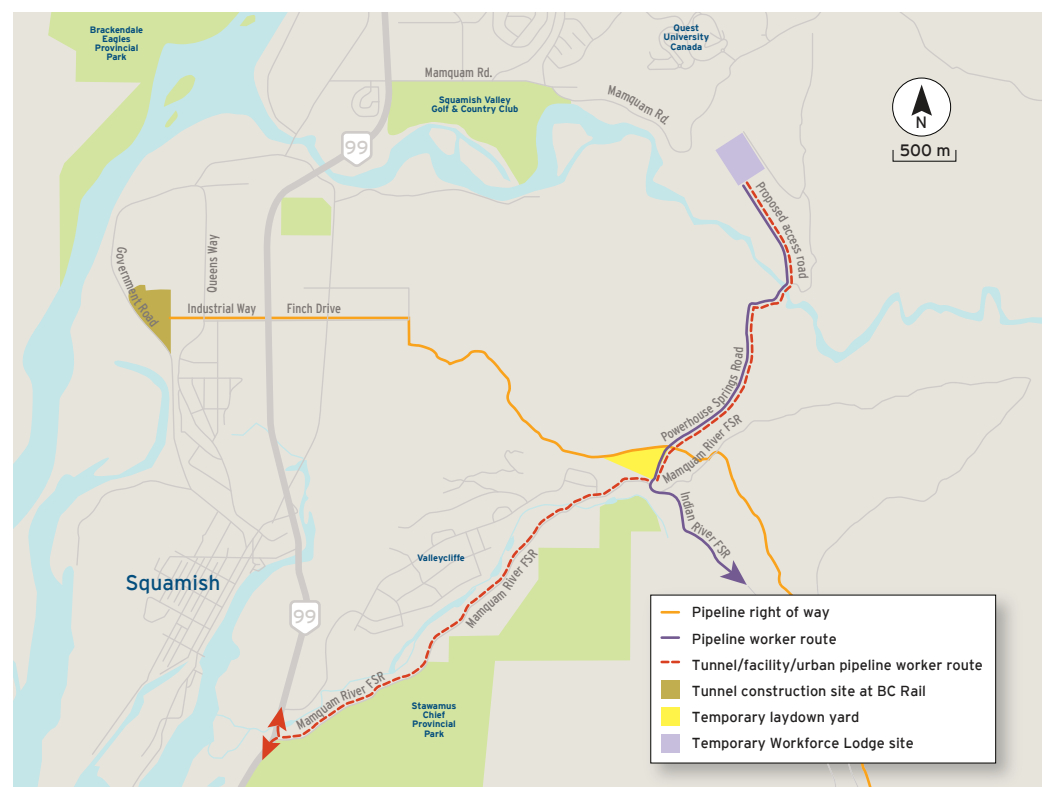 Brackendale
Eagles
Provincial
Park
Quest
University
Canada
Mamquam Rd.
Squamish Valley
Golf & Country Club
Mamquam Rd.
N
500 m
99
Proposed access road
Government Road
Queens Way
Industrial Way
Finch Drive
Powerhouse Springs Road
Mamquam River FSR
Indian River FSR
Valleycliffe
Mamquam River FSR
Squamish
99
Mamquam River FSR
Stawamus
Chief
Provincial
Park
Pipeline right of way
Pipeline worker route
Tunnel/facility/urban pipeline worker route
Tunnel construction site at BC Rail
Temporary laydown yard
Temporary Workforce Lodge site